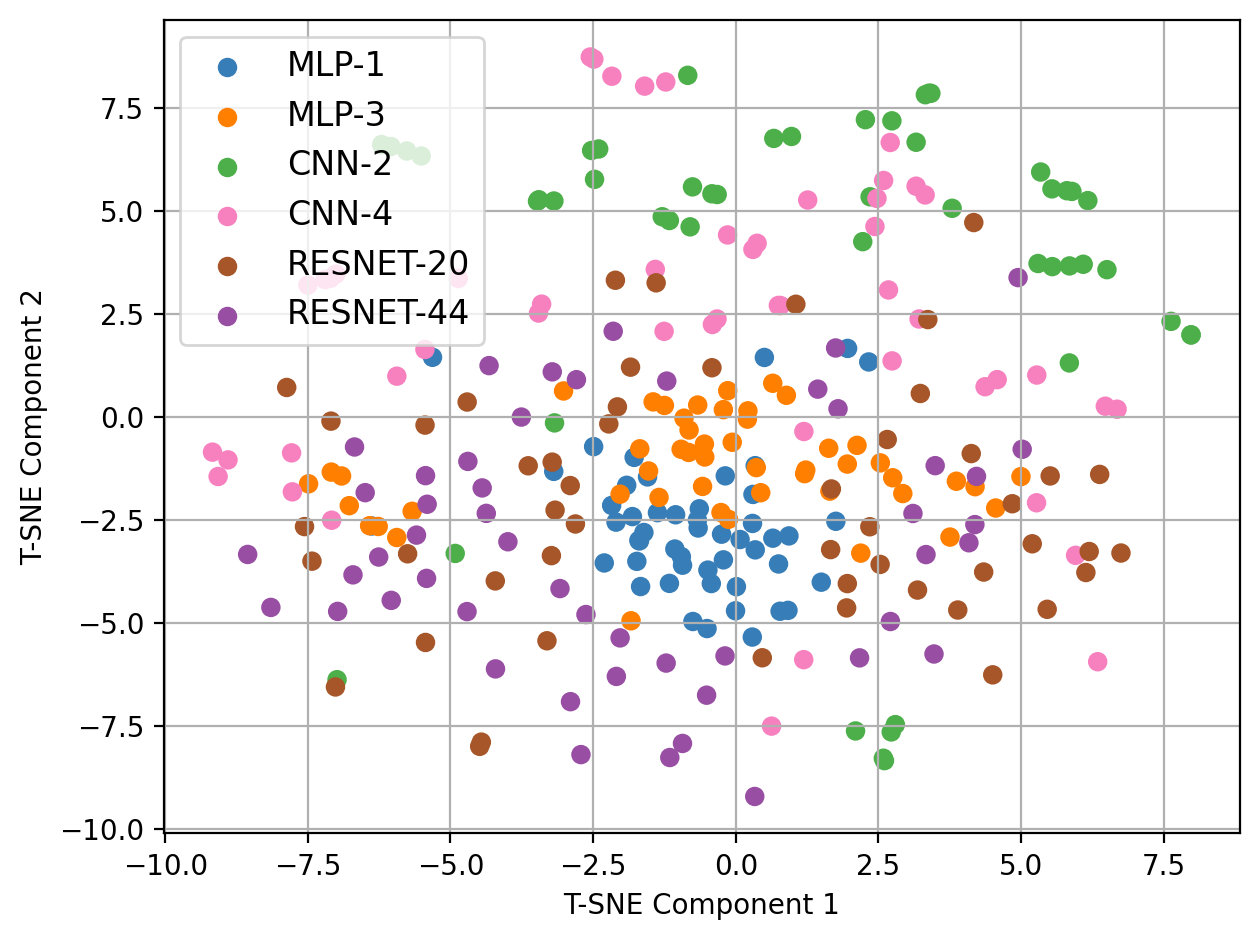 MLP-1
MLP-3
CNN-2
CNN-4
RESNET-20
RESNET-44
7.5
5.0
2.5
0.0
−2.5
−5.0
−7.5
−10.0
T-SNE Component 2
−10.0 −7.5 −5.0 −2.5 0.0 2.5 5.0 7.5
T-SNE Component 1